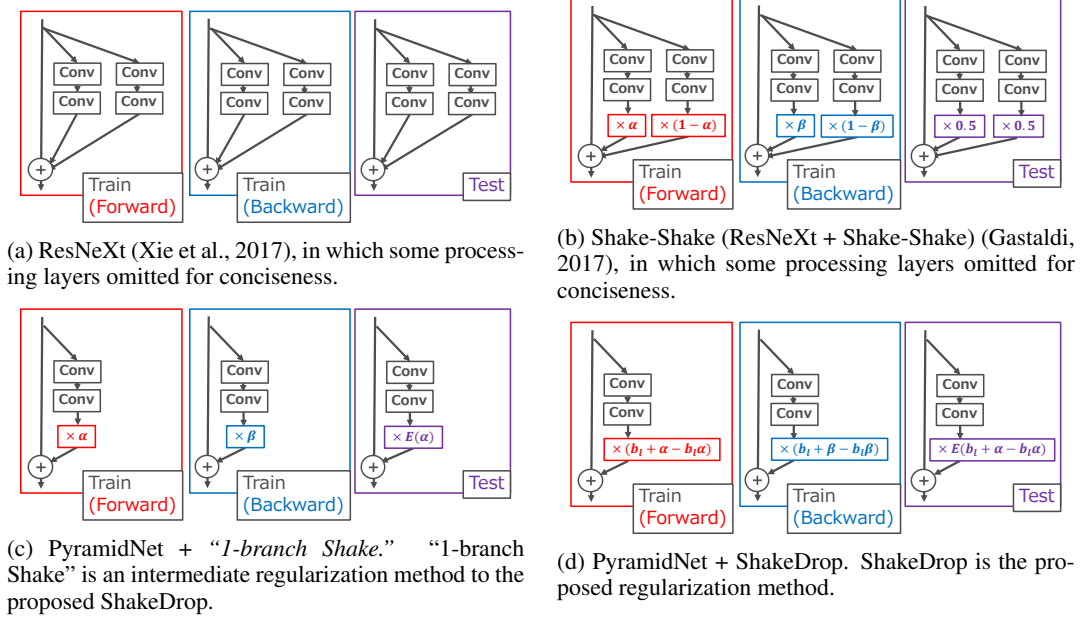 Conv Conv
Conv Conv
+
Train
(Forward)
Conv Conv
Conv Conv
+
Train
(Backward)
Conv Conv
Conv Conv
+
Test
(a) ResNeXt (Xie et al., 2017), in which some process-
ing layers omitted for conciseness.
Conv Conv
Conv Conv
× α × (1 − α)
+
Train
(Forward)
Conv Conv
Conv Conv
× β × (1 − β)
+
Train
(Backward)
Conv Conv
Conv Conv
× 0.5 × 0.5
+
Test
(b) Shake-Shake (ResNeXt + Shake-Shake) (Gastaldi,
2017), in which some processing layers omitted for
conciseness.
Conv
Conv
× α
+
Train
(Forward)
Conv
Conv
× β
+
Train
(Backward)
Conv
Conv
× E(α)
+
Test
(c) PyramidNet + “1-branch Shake.” “1-branch
Shake” is an intermediate regularization method to the
proposed ShakeDrop.
Conv
Conv
× (bₗ + α − bₗα)
+
Train
(Forward)
Conv
Conv
× (bₗ + β − bₗβ)
+
Train
(Backward)
Conv
Conv
× E(bₗ + α − bₗα)
+
Test
(d) PyramidNet + ShakeDrop. ShakeDrop is the pro-
posed regularization method.